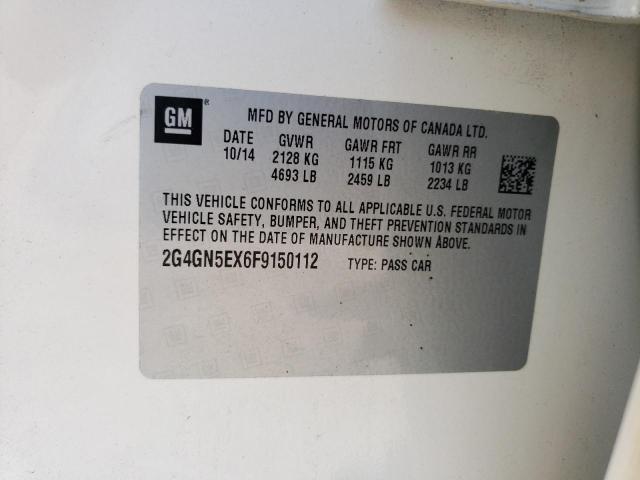 GM ® MFD BY GENERAL MOTORS OF CANADA LTD.
DATE GVWR GAWR FRT GAWR RR
10/14 2128 KG 1115 KG 1013 KG
4693 LB 2459 LB 2234 LB
THIS VEHICLE CONFORMS TO ALL APPLICABLE U.S. FEDERAL MOTOR
VEHICLE SAFETY, BUMPER, AND THEFT PREVENTION STANDARDS IN
EFFECT ON THE DATE OF MANUFACTURE SHOWN ABOVE.
2G4GN5EX6F9150112 TYPE: PASS CAR